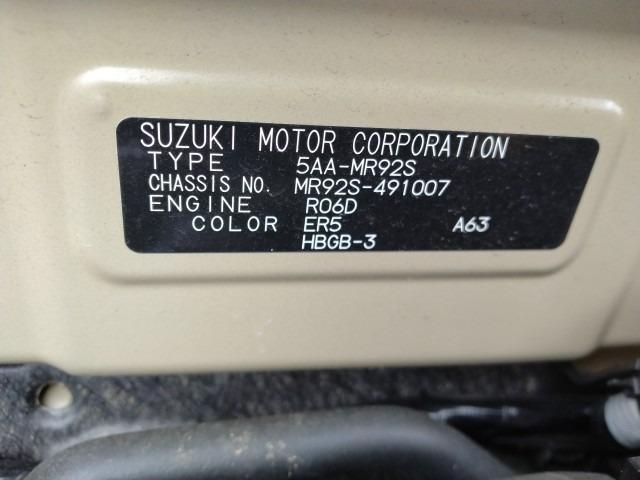 SUZUKI MOTOR CORPORATION
TYPE 5AA-MR92S
CHASSIS NO. MR92S-491007
ENGINE R06D
COLOR ER5 A63
HBGB-3